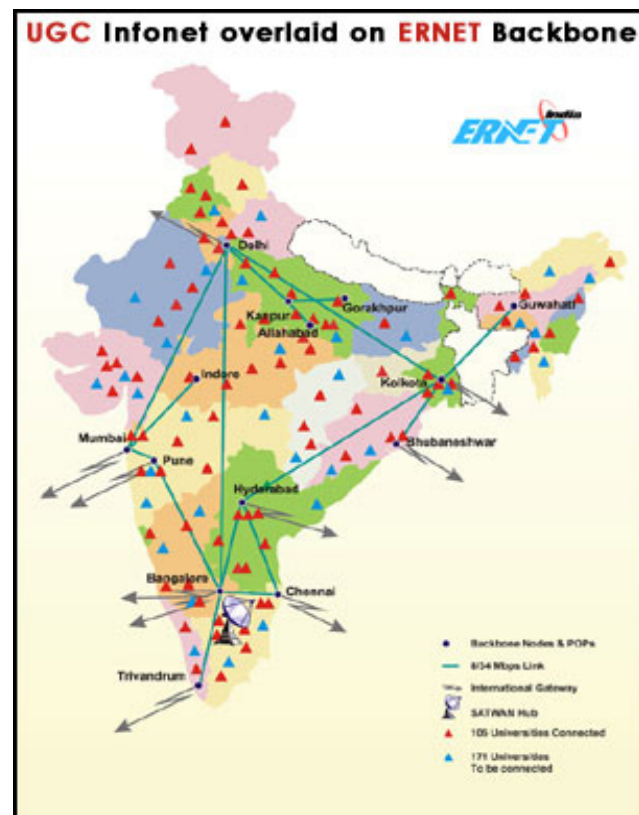 UGC Infonet overlaid on ERNET Backbone
India
ERNET
Delhi
Kanpur
Gorakhpur
Allahabad
Guwahati
Indore
Kolkota
Mumbai
Pune
Bhubaneshwar
Hyderabad
Bangalore
Chennai
Trivandrum
Backbone Nodes & POPs
8/34 Mbps Link
International Gateway
SATWAN Hub
105 Universities Connected
171 Universities
To be connected